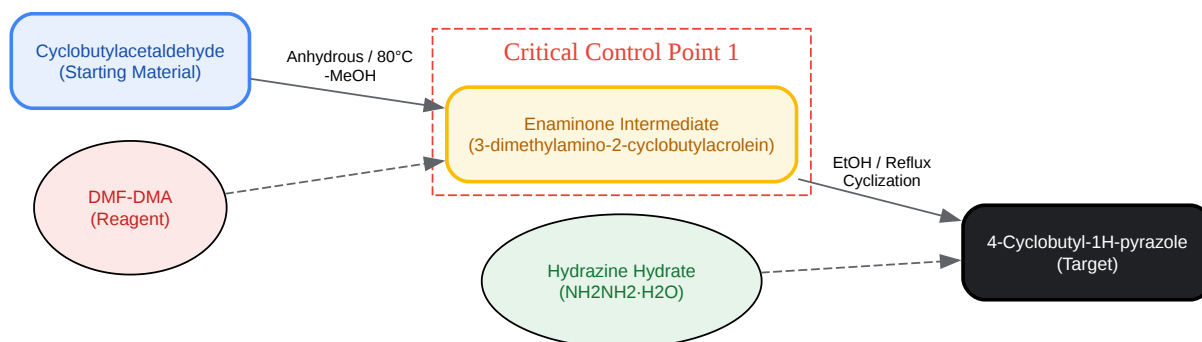 Cyclobutylacetaldehyde
(Starting Material)
Anhydrous / 80°C
-MeOH
Critical Control Point 1
Enaminone Intermediate
(3-dimethylamino-2-cyclobutylacrolein)
DMF-DMA
(Reagent)
EtOH / Reflux
Cyclization
Hydrazine Hydrate
(NH2NH2·H2O)
4-Cyclobutyl-1H-pyrazole
(Target)